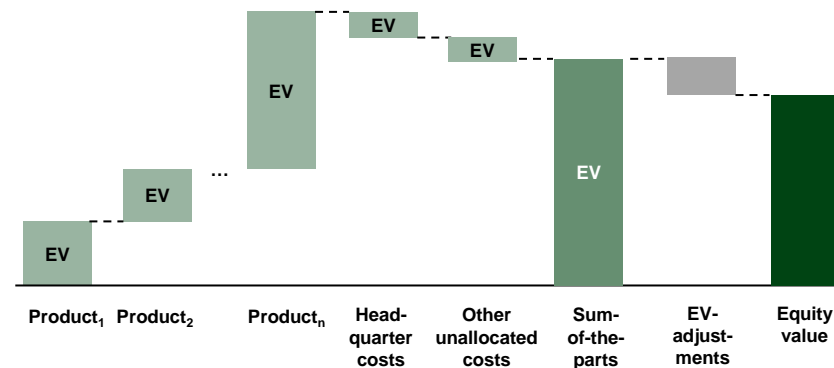 EV
EV
...
EV
EV
EV
EV
Product₁
Product₂
Productₙ
Head-
quarter
costs
Other
unallocated
costs
Sum-
of-the-
parts
EV-
adjust-
ments
Equity
value